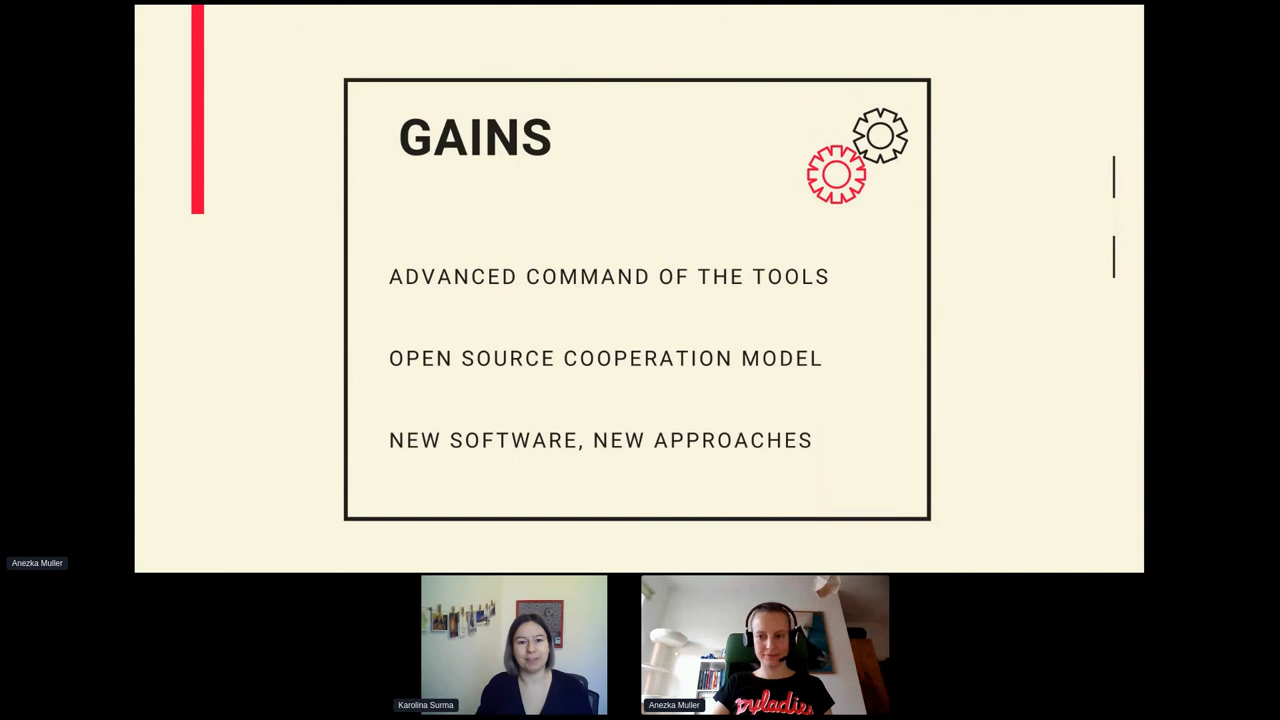 GAINS
ADVANCED COMMAND OF THE TOOLS
OPEN SOURCE COOPERATION MODEL
NEW SOFTWARE, NEW APPROACHES
Anezka Muller
Karolina Surma
Anezka Muller
pyladies